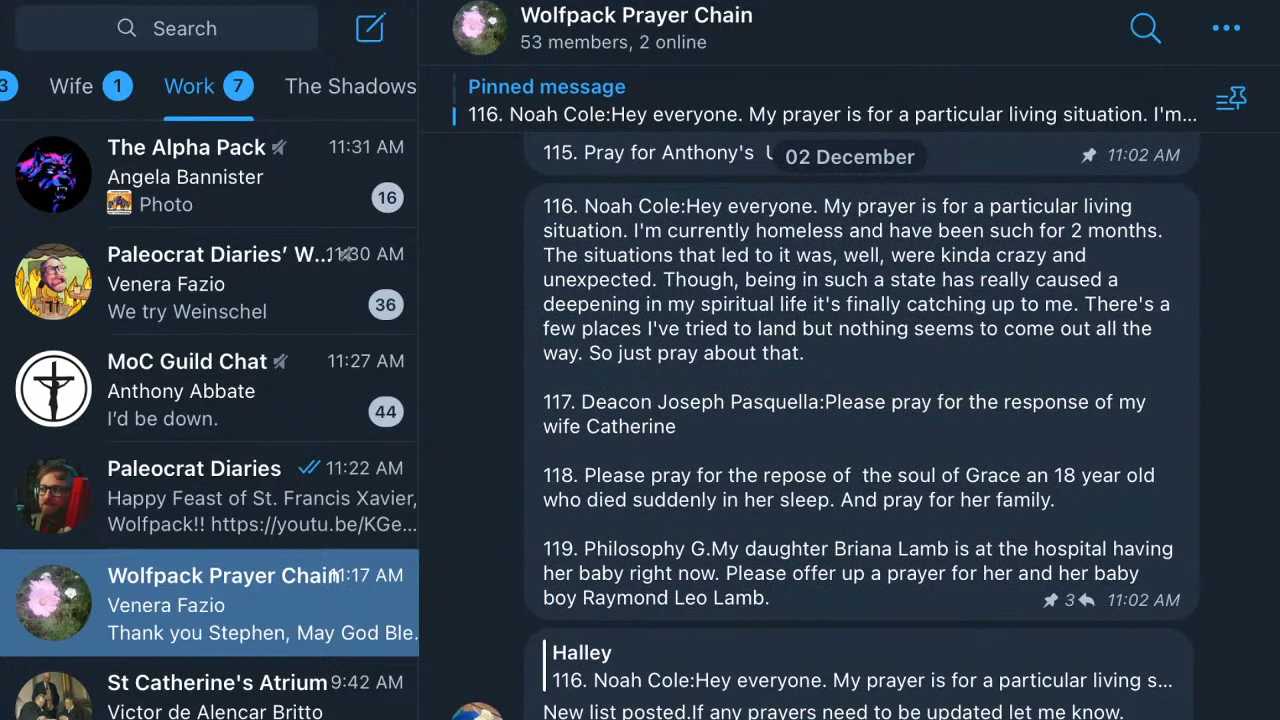 Search
3 Wife 1 Work 7 The Shadows
The Alpha Pack 11:31 AM
Angela Bannister
Photo 16
Paleocrat Diaries’ W... 11:30 AM
Venera Fazio
We try Weinschel 36
MoC Guild Chat 11:27 AM
Anthony Abbate
I’d be down. 44
Paleocrat Diaries 11:22 AM
Happy Feast of St. Francis Xavier,
Wolfpack!! https://youtu.be/KGe...
Wolfpack Prayer Chain 11:17 AM
Venera Fazio
Thank you Stephen, May God Ble...
St Catherine's Atrium 9:42 AM
Victor de Alencar Britto
Wolfpack Prayer Chain
53 members, 2 online
Pinned message
116. Noah Cole:Hey everyone. My prayer is for a particular living situation. I'm...
115. Pray for Anthony's
02 December
11:02 AM
116. Noah Cole:Hey everyone. My prayer is for a particular living
situation. I'm currently homeless and have been such for 2 months.
The situations that led to it was, well, were kinda crazy and
unexpected. Though, being in such a state has really caused a
deepening in my spiritual life it's finally catching up to me. There's a
few places I've tried to land but nothing seems to come out all the
way. So just pray about that.
117. Deacon Joseph Pasquella:Please pray for the response of my
wife Catherine
118. Please pray for the repose of  the soul of Grace an 18 year old
who died suddenly in her sleep. And pray for her family.
119. Philosophy G.My daughter Briana Lamb is at the hospital having
her baby right now. Please offer up a prayer for her and her baby
boy Raymond Leo Lamb.
3 11:02 AM
Halley
116. Noah Cole:Hey everyone. My prayer is for a particular living s...
New list posted.If any prayers need to be updated let me know.